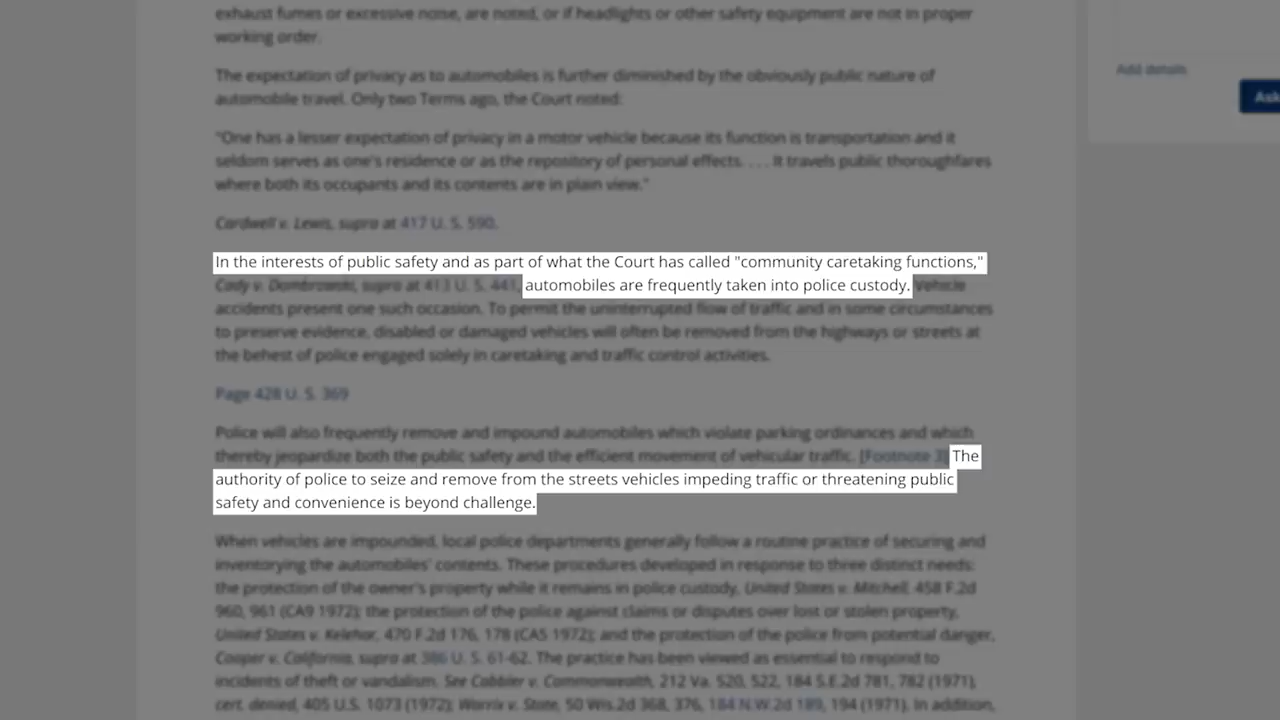 exhaust fumes or excessive noise, are noted, or if headlights or other safety equipment are not in proper
working order.
The expectation of privacy as to automobiles is further diminished by the obviously public nature of
automobile travel. Only two Terms ago, the Court noted:
"One has a lesser expectation of privacy in a motor vehicle because its function is transportation and it
seldom serves as one's residence or as the repository of personal effects. . . . It travels public thoroughfares
where both its occupants and its contents are in plain view."
Cardwell v. Lewis, supra at 417 U. S. 590.
In the interests of public safety and as part of what the Court has called "community caretaking functions,"
Cady v. Dombrowski, supra at 413 U. S. 441, automobiles are frequently taken into police custody. Vehicle
accidents present one such occasion. To permit the uninterrupted flow of traffic and in some circumstances
to preserve evidence, disabled or damaged vehicles will often be removed from the highways or streets at
the behest of police engaged solely in caretaking and traffic control activities.
Page 428 U. S. 369
Police will also frequently remove and impound automobiles which violate parking ordinances and which
thereby jeopardize both the public safety and the efficient movement of vehicular traffic. [Footnote 3] The
authority of police to seize and remove from the streets vehicles impeding traffic or threatening public
safety and convenience is beyond challenge.
When vehicles are impounded, local police departments generally follow a routine practice of securing and
inventorying the automobiles' contents. These procedures developed in response to three distinct needs:
the protection of the owner's property while it remains in police custody, United States v. Mitchell, 458 F.2d
960, 961 (CA9 1972); the protection of the police against claims or disputes over lost or stolen property,
United States v. Kelehar, 470 F.2d 176, 178 (CA5 1972); and the protection of the police from potential danger,
Cooper v. California, supra at 386 U. S. 61-62. The practice has been viewed as essential to respond to
incidents of theft or vandalism. See Cabbler v. Commonwealth, 212 Va. 520, 522, 184 S.E.2d 781, 782 (1971),
cert. denied, 405 U.S. 1073 (1972); Warrix v. State, 50 Wis.2d 368, 376, 184 N.W.2d 189, 194 (1971). In addition,
Add details
Ask